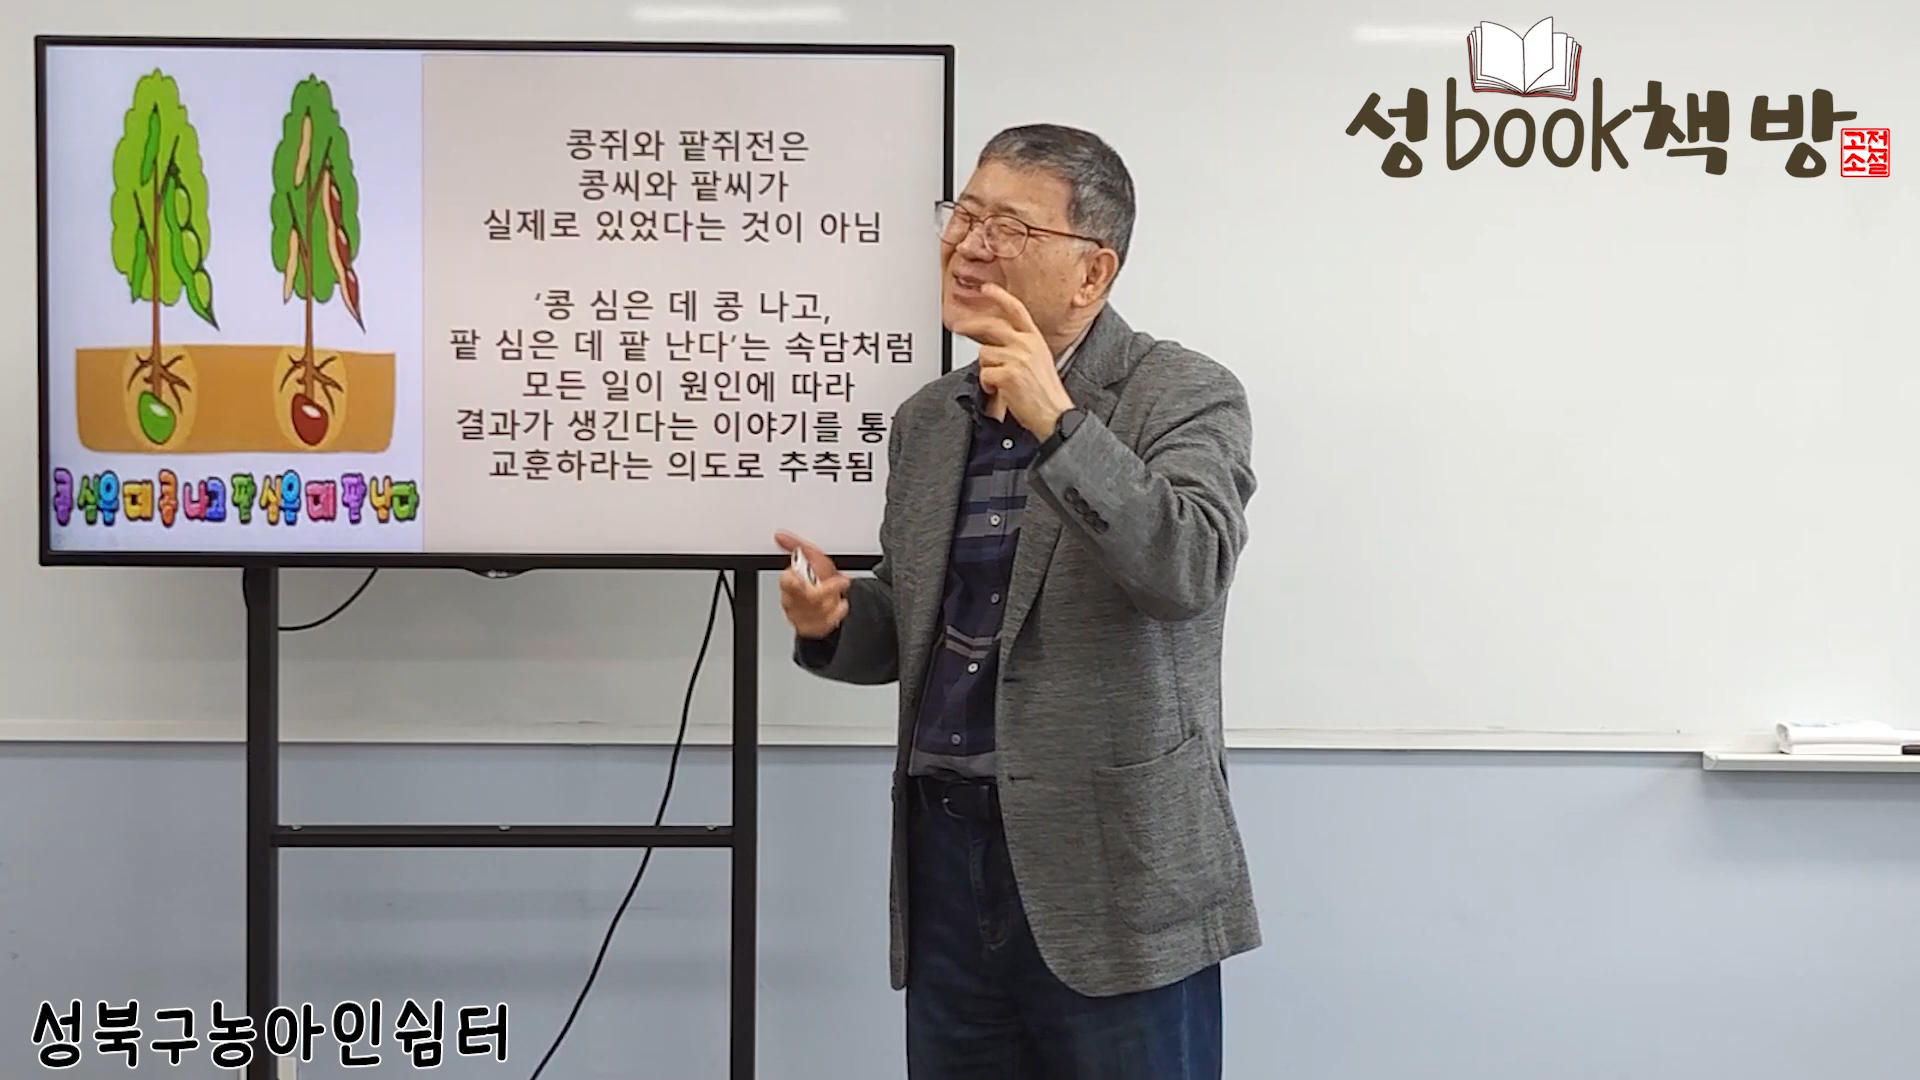 콩쥐와 팥쥐전은
콩씨와 팥씨가
실제로 있었다는 것이 아님
‘콩 심은 데 콩 나고,
팥 심은 데 팥 난다’는 속담처럼
모든 일이 원인에 따라
결과가 생긴다는 이야기를
교훈하라는 의도로 추측됨
콩 심은 데 콩 나고 팥 심은 데 팥 난다
성book책방
고전
소설
성북구농아인쉼터